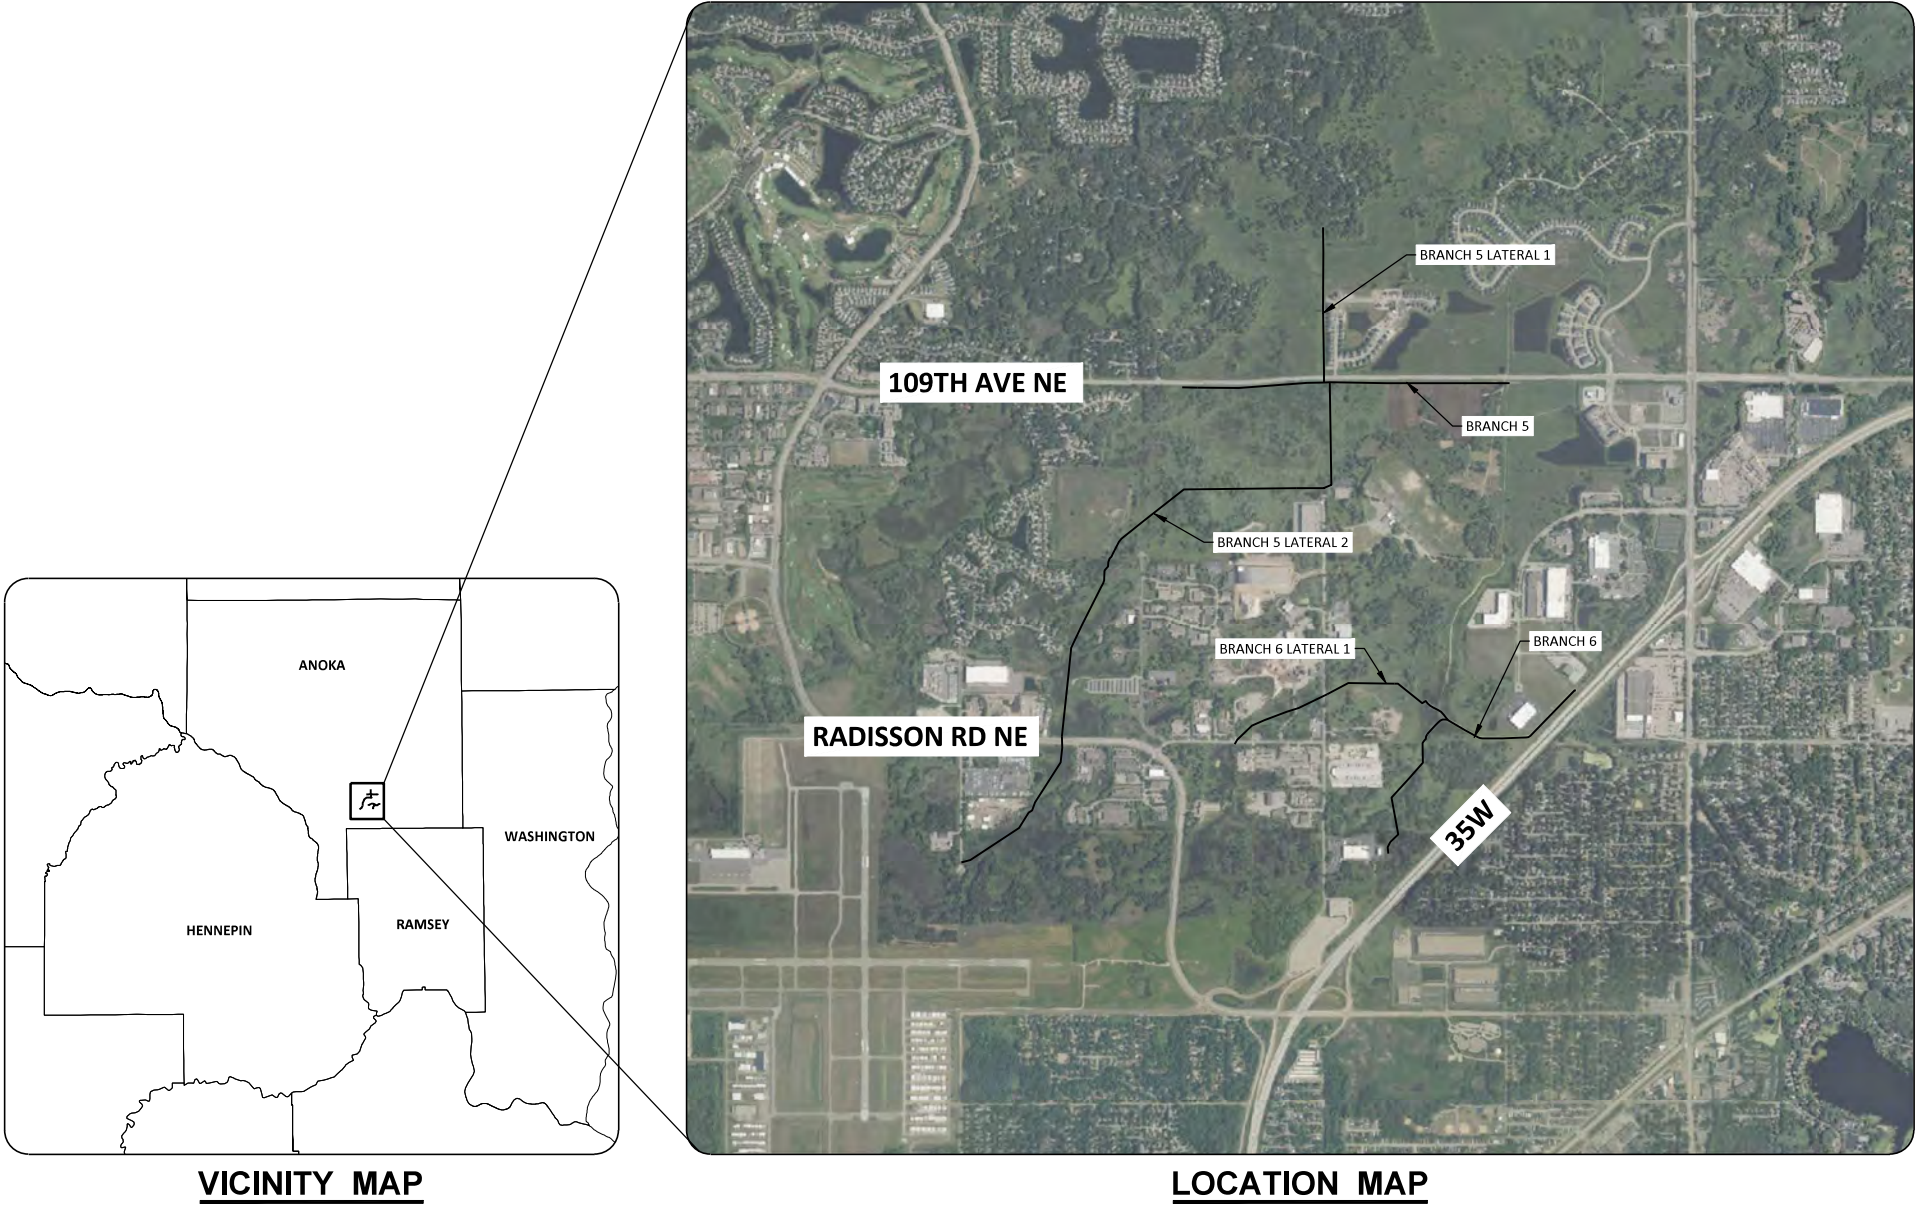 BRANCH 5 LATERAL 1
109TH AVE NE
BRANCH 5
BRANCH 5 LATERAL 2
BRANCH 6
BRANCH 6 LATERAL 1
RADISSON RD NE
35W
ANOKA
WASHINGTON
RAMSEY
HENNEPIN
VICINITY MAP
LOCATION MAP